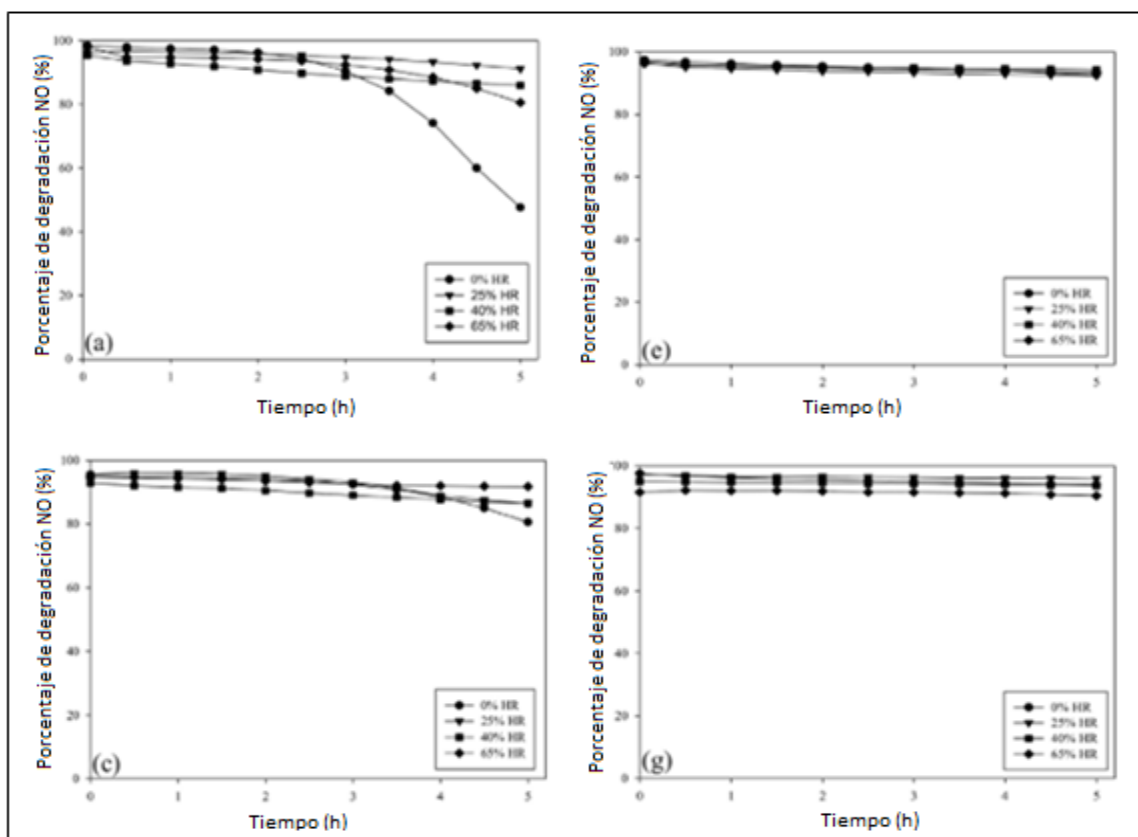 Porcentaje de degradación NO (%)
100
80
60
40
20
0
0% HR
25% HR
40% HR
65% HR
(a)
0 1 2 3 4 5
Tiempo (h)
Porcentaje de degradación NO (%)
100
80
60
40
20
0
0% HR
25% HR
40% HR
65% HR
(e)
0 1 2 3 4 5
Tiempo (h)
Porcentaje de degradación NO (%)
100
80
60
40
20
0
0% HR
25% HR
40% HR
65% HR
(c)
0 1 2 3 4 5
Tiempo (h)
Porcentaje de degradación NO (%)
100
80
60
40
20
0
0% HR
25% HR
40% HR
65% HR
(g)
0 1 2 3 4 5
Tiempo (h)